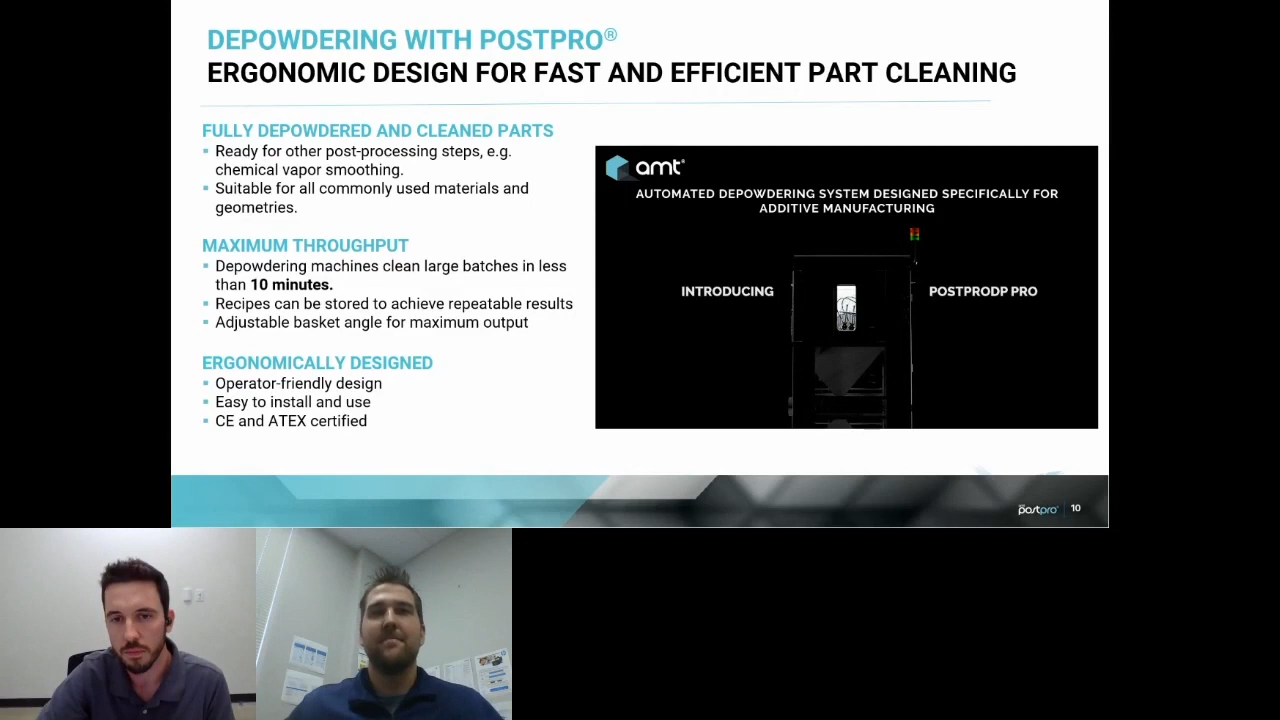 DEPOWDERING WITH POSTPRO®
ERGONOMIC DESIGN FOR FAST AND EFFICIENT PART CLEANING
FULLY DEPOWDERED AND CLEANED PARTS
Ready for other post-processing steps, e.g.
chemical vapor smoothing.
Suitable for all commonly used materials and
geometries.
MAXIMUM THROUGHPUT
Depowdering machines clean large batches in less
than 10 minutes.
Recipes can be stored to achieve repeatable results
Adjustable basket angle for maximum output
ERGONOMICALLY DESIGNED
Operator-friendly design
Easy to install and use
CE and ATEX certified
amt®
AUTOMATED DEPOWDERING SYSTEM DESIGNED SPECIFICALLY FOR
ADDITIVE MANUFACTURING
INTRODUCING
POSTPRODP PRO
postpro® | 10